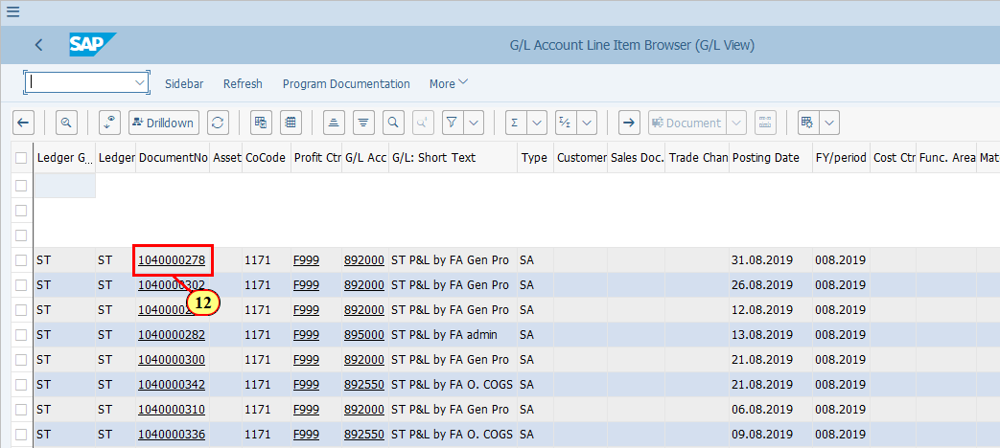 SAP
G/L Account Line Item Browser (G/L View)
Sidebar Refresh Program Documentation More
Drilldown Document
Ledger G... Ledger DocumentNo Asset CoCode Profit Ctr G/L Acc G/L: Short Text Type Customer Sales Doc. Trade Chan Posting Date FY/period Cost Ctr Func. Area Mate
ST ST 1040000278 1171 F999 892000 ST P&L by FA Gen Pro SA 31.08.2019 008.2019
ST ST 1040000302 1171 F999 892000 ST P&L by FA Gen Pro SA 26.08.2019 008.2019
12
ST ST 1171 F999 892000 ST P&L by FA Gen Pro SA 12.08.2019 008.2019
ST ST 1040000282 1171 F999 895000 ST P&L by FA admin SA 13.08.2019 008.2019
ST ST 1040000300 1171 F999 892000 ST P&L by FA Gen Pro SA 21.08.2019 008.2019
ST ST 1040000342 1171 F999 892550 ST P&L by FA O. COGS SA 21.08.2019 008.2019
ST ST 1040000310 1171 F999 892000 ST P&L by FA Gen Pro SA 06.08.2019 008.2019
ST ST 1040000336 1171 F999 892550 ST P&L by FA O. COGS SA 09.08.2019 008.2019